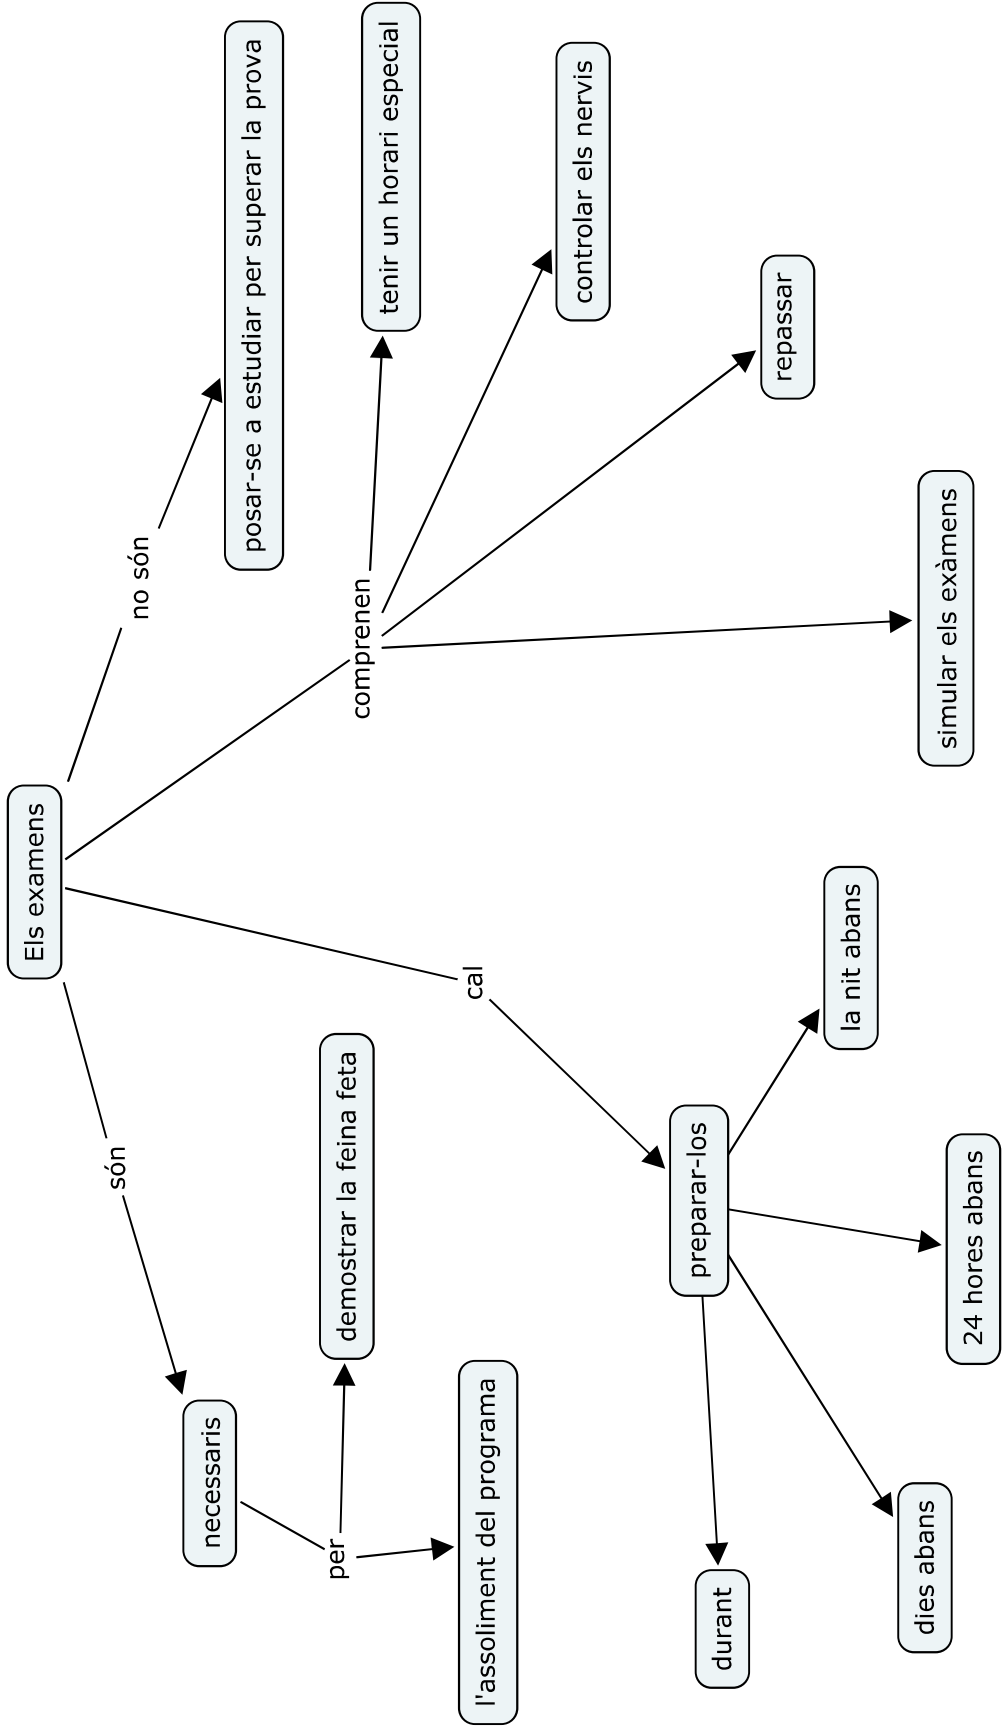 Els examens
són
necessaris
per
demostrar la feina feta
l'assoliment del programa
cal
preparar-los
durant
dies abans
24 hores abans
la nit abans
comprenen
simular els exàmens
repassar
controlar els nervis
tenir un horari especial
no són
posar-se a estudiar per superar la prova